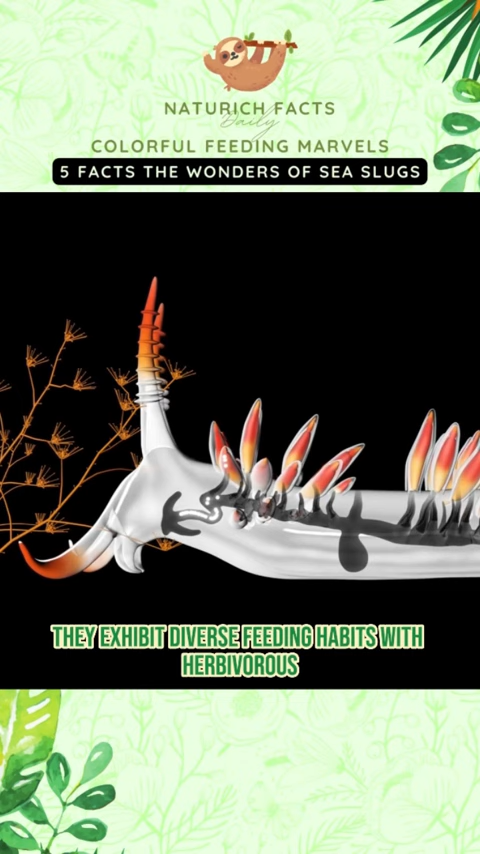 NATURICH FACTS
Daily
COLORFUL FEEDING MARVELS
5 FACTS THE WONDERS OF SEA SLUGS
THEY EXHIBIT DIVERSE FEEDING HABITS WITH
HERBIVOROUS